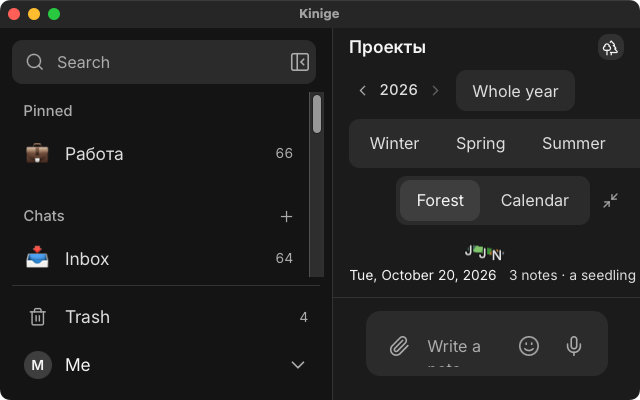 Kinige
Search
Pinned
Работа 66
Chats
Inbox 64
Trash 4
M Me
Проекты
2026 Whole year
Winter Spring Summer
Forest Calendar
Tue, October 20, 2026 3 notes · a seedling
Write a